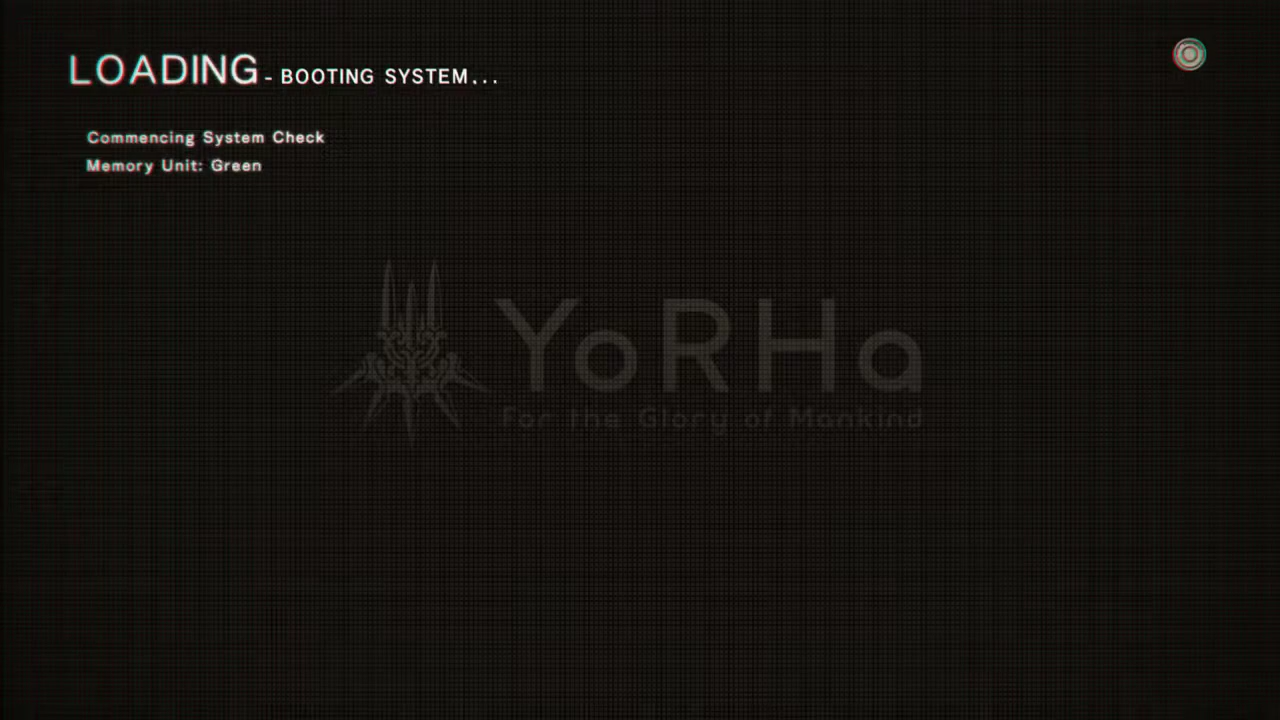 LOADING - BOOTING SYSTEM...
Commencing System Check
Memory Unit: Green
YoRHa
For the Glory of Mankind